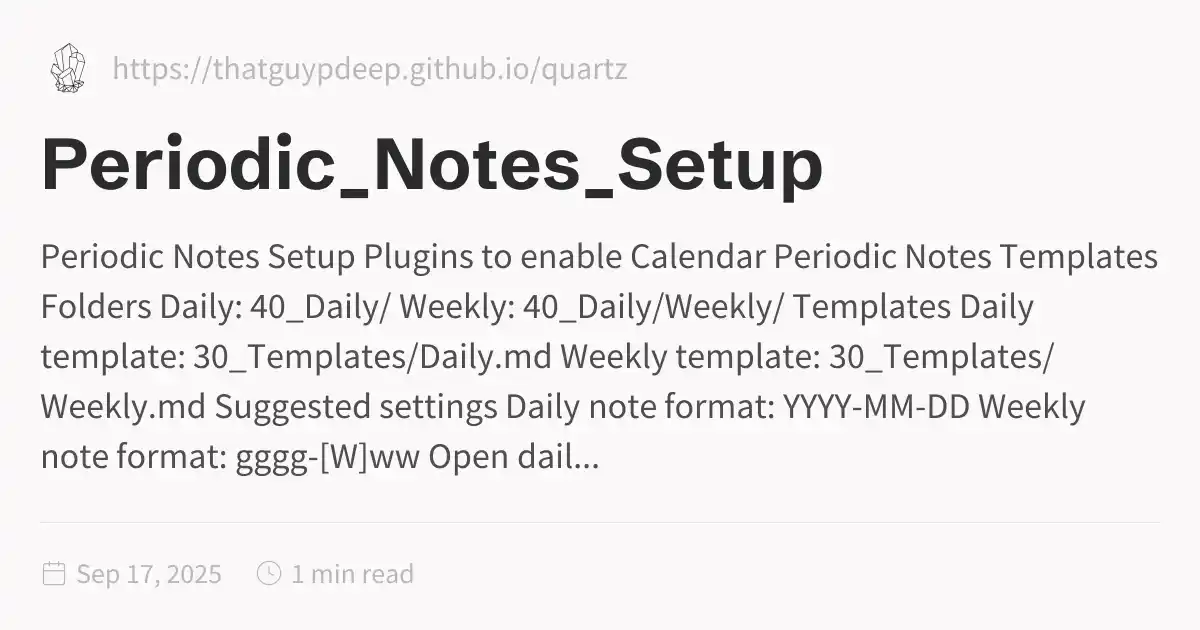 https://thatguypdeep.github.io/quartz
Periodic_Notes_Setup
Periodic Notes Setup Plugins to enable Calendar Periodic Notes Templates
Folders Daily: 40_Daily/ Weekly: 40_Daily/Weekly/ Templates Daily
template: 30_Templates/Daily.md Weekly template: 30_Templates/
Weekly.md Suggested settings Daily note format: YYYY-MM-DD Weekly
note format: gggg-[W]ww Open dail...
Sep 17, 2025 1 min read